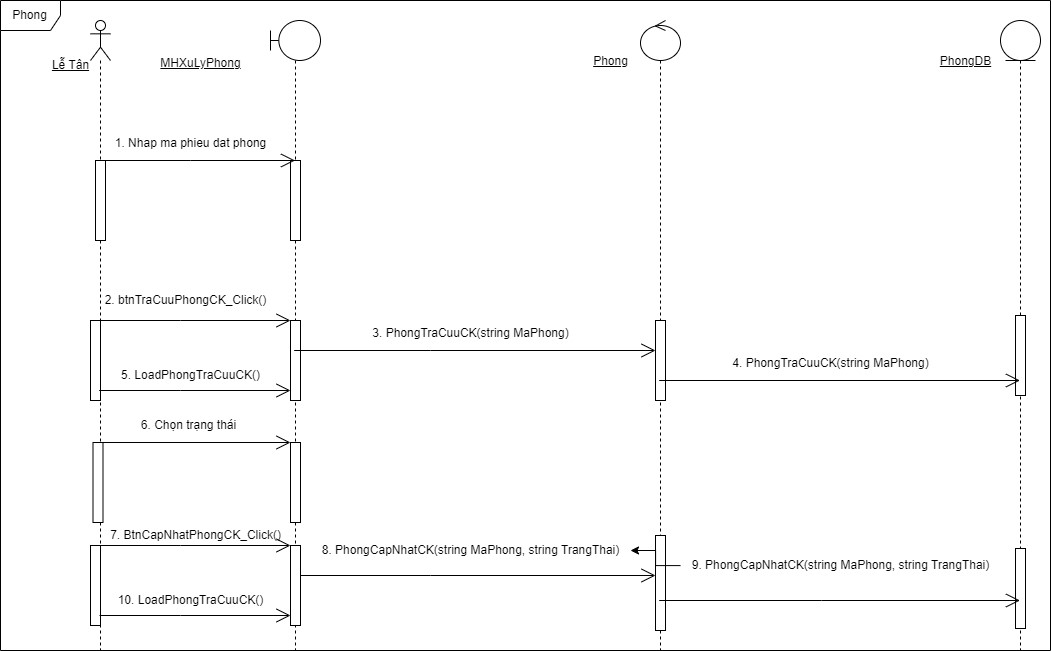 Phong
Lễ Tân
MHXuLyPhong
Phong
PhongDB
1. Nhap ma phieu dat phong
2. btnTraCuuPhongCK_Click()
3. PhongTraCuuCK(string MaPhong)
4. PhongTraCuuCK(string MaPhong)
5. LoadPhongTraCuuCK()
6. Chọn trạng thái
7. BtnCapNhatPhongCK_Click()
8. PhongCapNhatCK(string MaPhong, string TrangThai)
9. PhongCapNhatCK(string MaPhong, string TrangThai)
10. LoadPhongTraCuuCK()